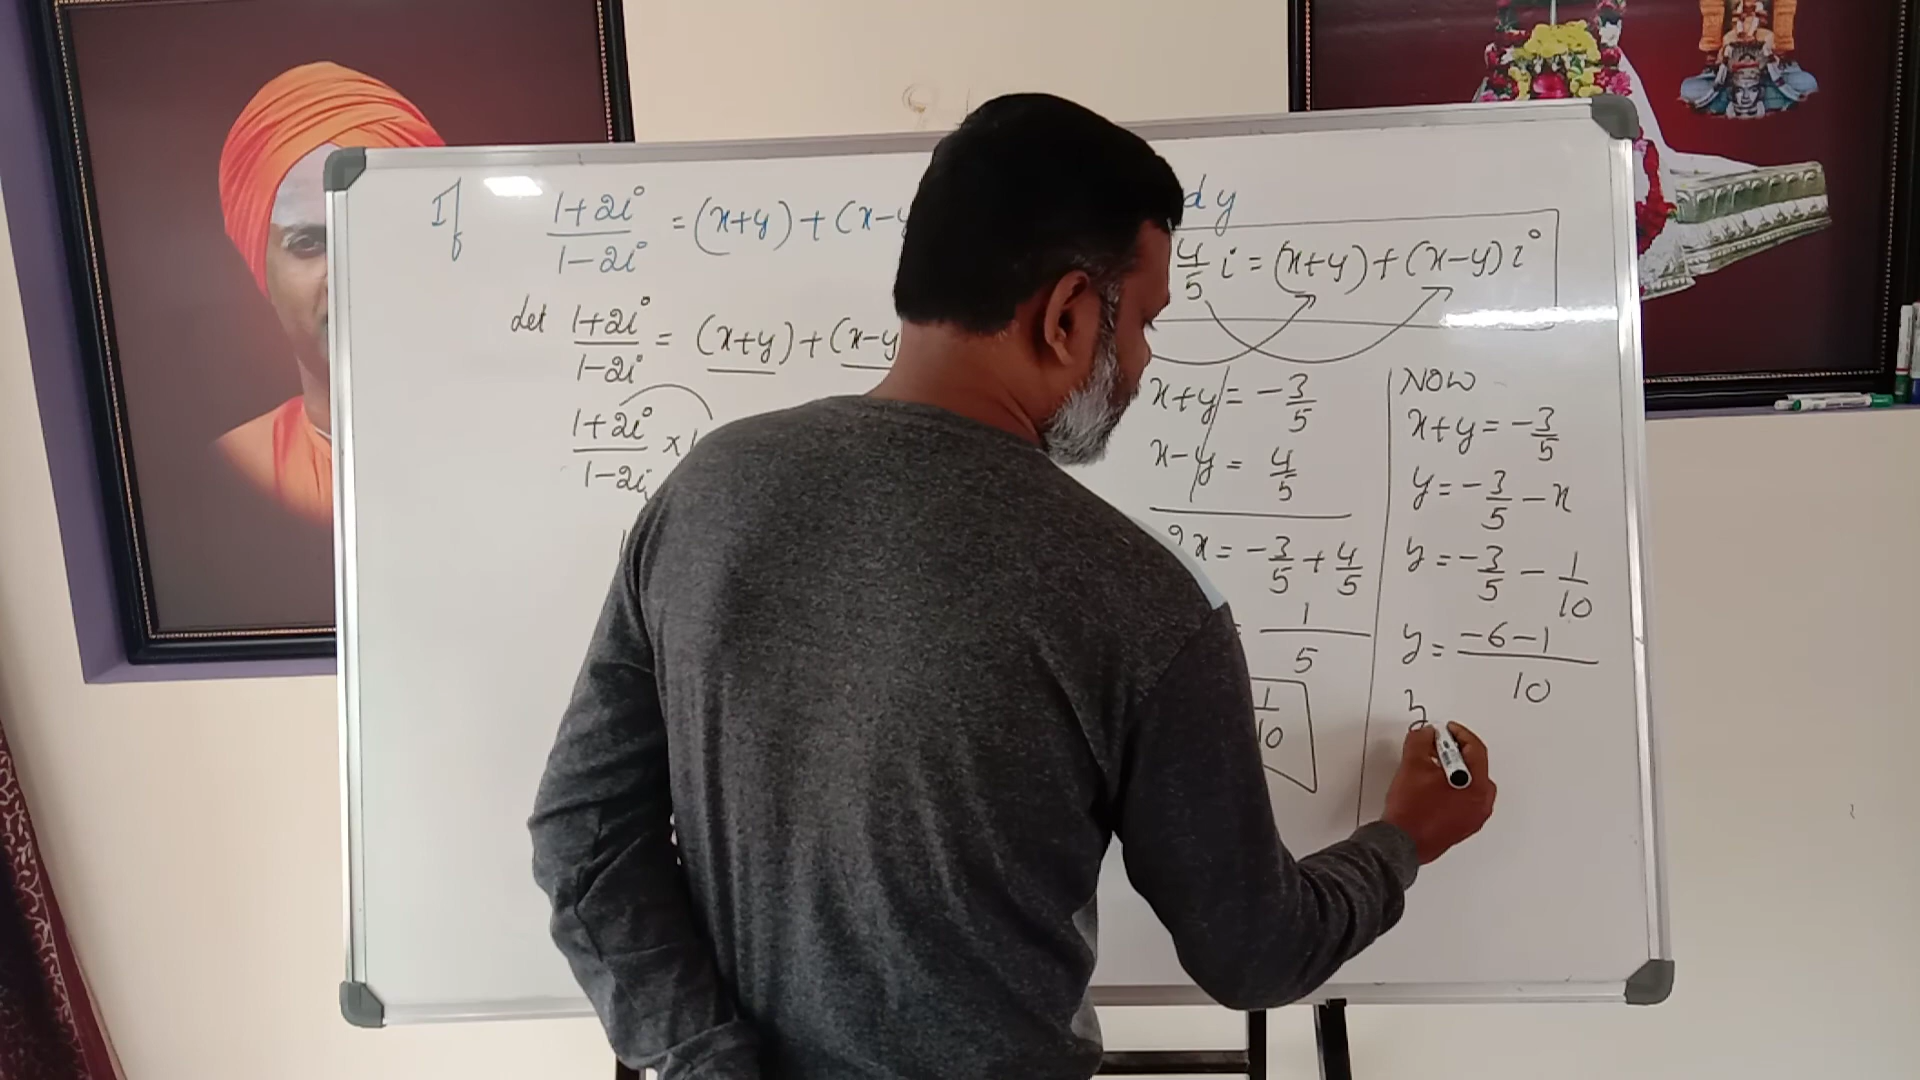 If 1+2i/1-2i = (x+y)+(x-y
d y
Let 1+2i/1-2i = (x+y)+(x-y
1+2i/1-2i ×
4/5 i = (x+y)+(x-y)i
x+y = -3/5
x-y = 4/5
2x = -3/5 + 4/5
= 1/5
1/10
NOW
x+y = -3/5
y = -3/5 - x
y = -3/5 - 1/10
y = -6-1/10
y